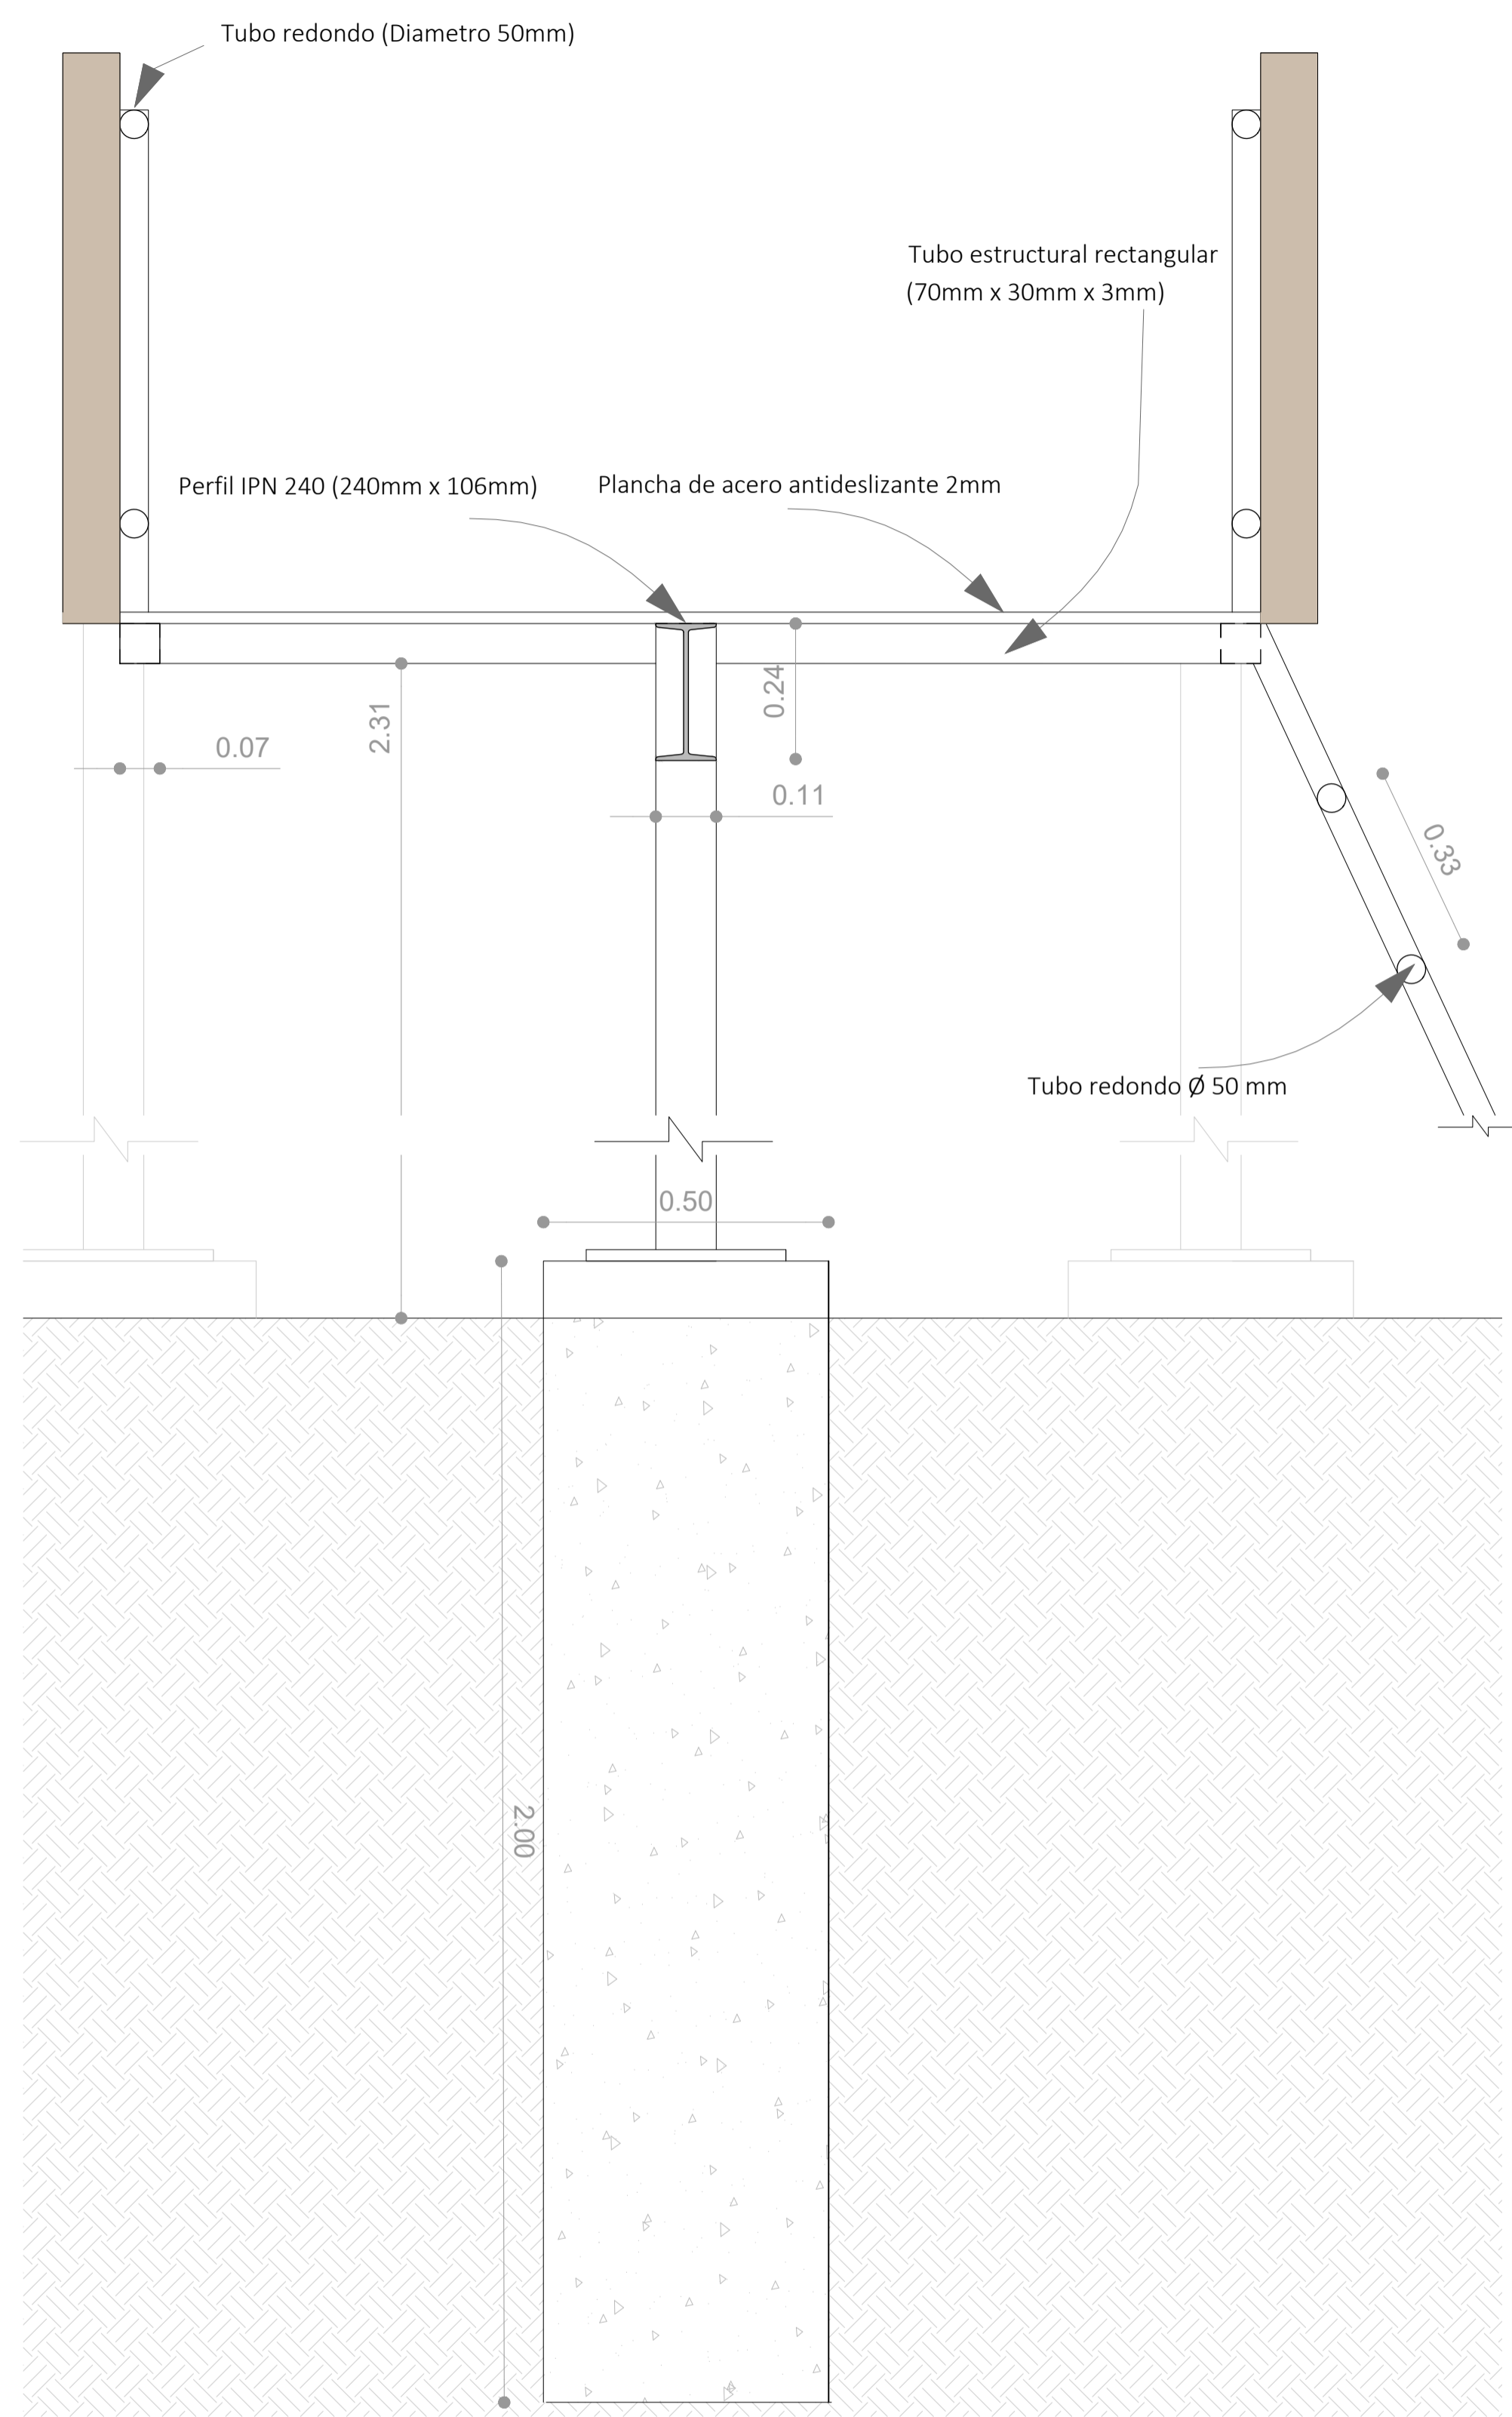 Tubo redondo (Diametro 50mm)
Tubo estructural rectangular
(70mm x 30mm x 3mm)
Perfil IPN 240 (240mm x 106mm)
Plancha de acero antideslizante 2mm
0.24
2.31
0.07
0.11
0.33
Tubo redondo Ø 50 mm
0.50
2.00